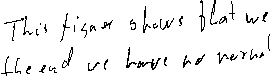 This figure shows that we
the end we have no normal